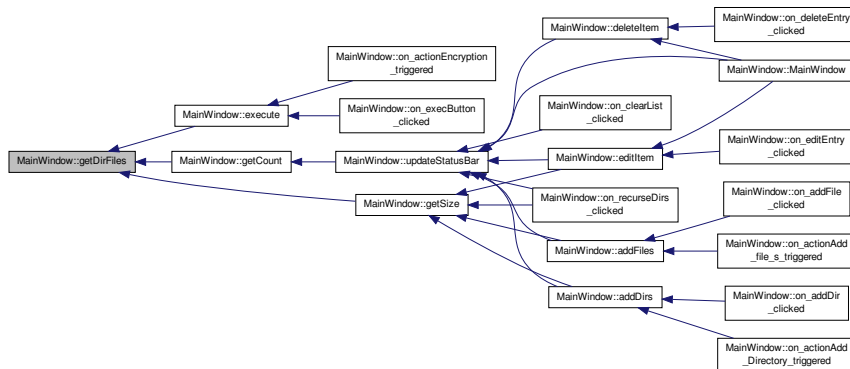 MainWindow::getDirFiles
MainWindow::execute
MainWindow::getCount
MainWindow::getSize
MainWindow::on_actionEncryption
_triggered
MainWindow::on_execButton
_clicked
MainWindow::updateStatusBar
MainWindow::deleteItem
MainWindow::on_clearList
_clicked
MainWindow::editItem
MainWindow::on_recurseDirs
_clicked
MainWindow::addFiles
MainWindow::addDirs
MainWindow::on_deleteEntry
_clicked
MainWindow::MainWindow
MainWindow::on_editEntry
_clicked
MainWindow::on_addFile
_clicked
MainWindow::on_actionAdd
_file_s_triggered
MainWindow::on_addDir
_clicked
MainWindow::on_actionAdd
_Directory_triggered